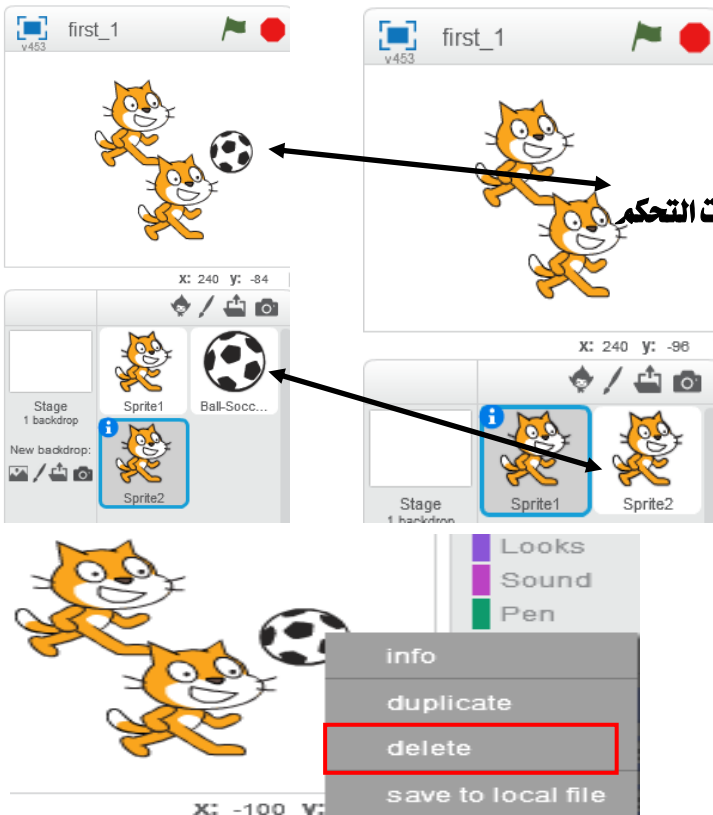 first_1
v453
X: 240 y: -84
Sprite1
Ball-Socc...
Stage
1 backdrop
New backdrop:
i
Sprite2
first_1
v453
ت التحكم
X: 240 y: -96
i
Sprite1
Sprite2
Stage
1 backdrop
Looks
Sound
Pen
info
duplicate
delete
save to local file
X: -100 y: